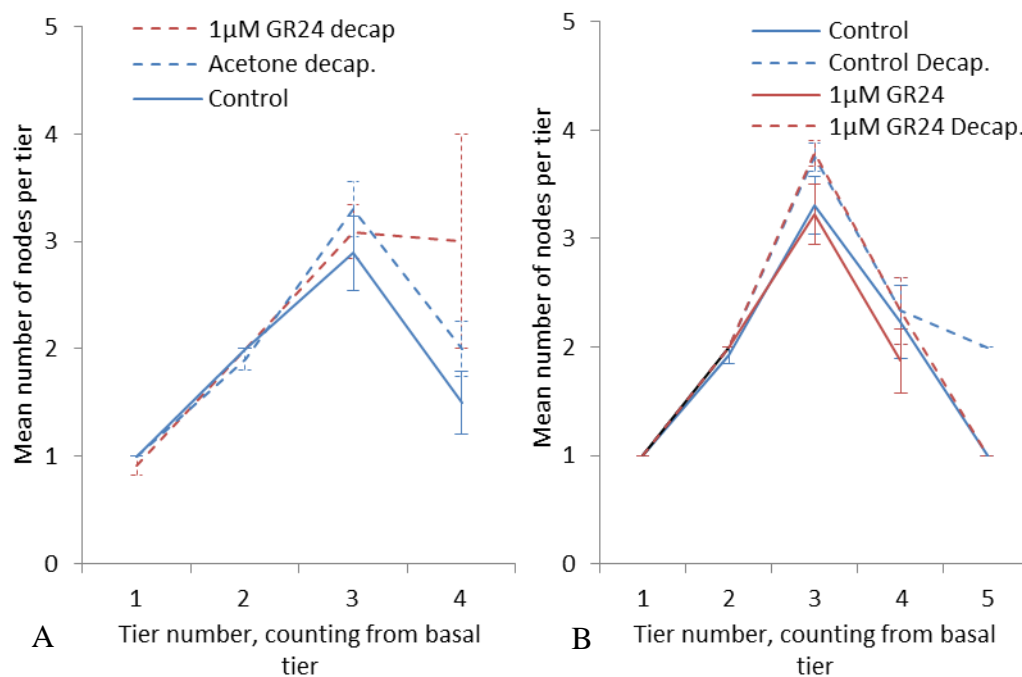 1µM GR24 decap
Acetone decap.
Control
Mean number of nodes per tier
5
4
3
2
1
0
1 2 3 4
Tier number, counting from basal
tier
A
Control
Control Decap.
1µM GR24
1µM GR24 Decap.
Mean number of nodes per tier
5
4
3
2
1
0
1 2 3 4 5
Tier number, counting from basal
tier
B